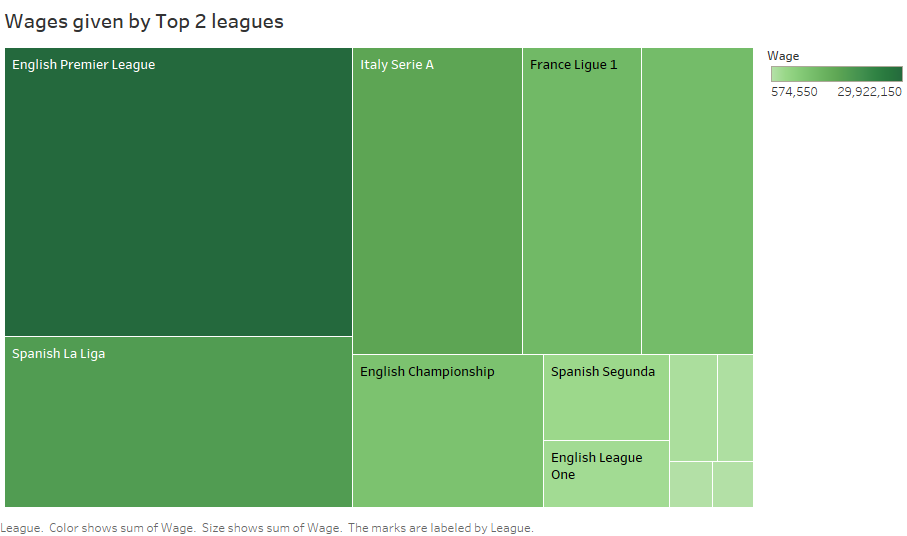 Wages given by Top 2 leagues
English Premier League
Italy Serie A
France Ligue 1
Wage
574,550 29,922,150
Spanish La Liga
English Championship
Spanish Segunda
English League
One
League. Color shows sum of Wage. Size shows sum of Wage. The marks are labeled by League.